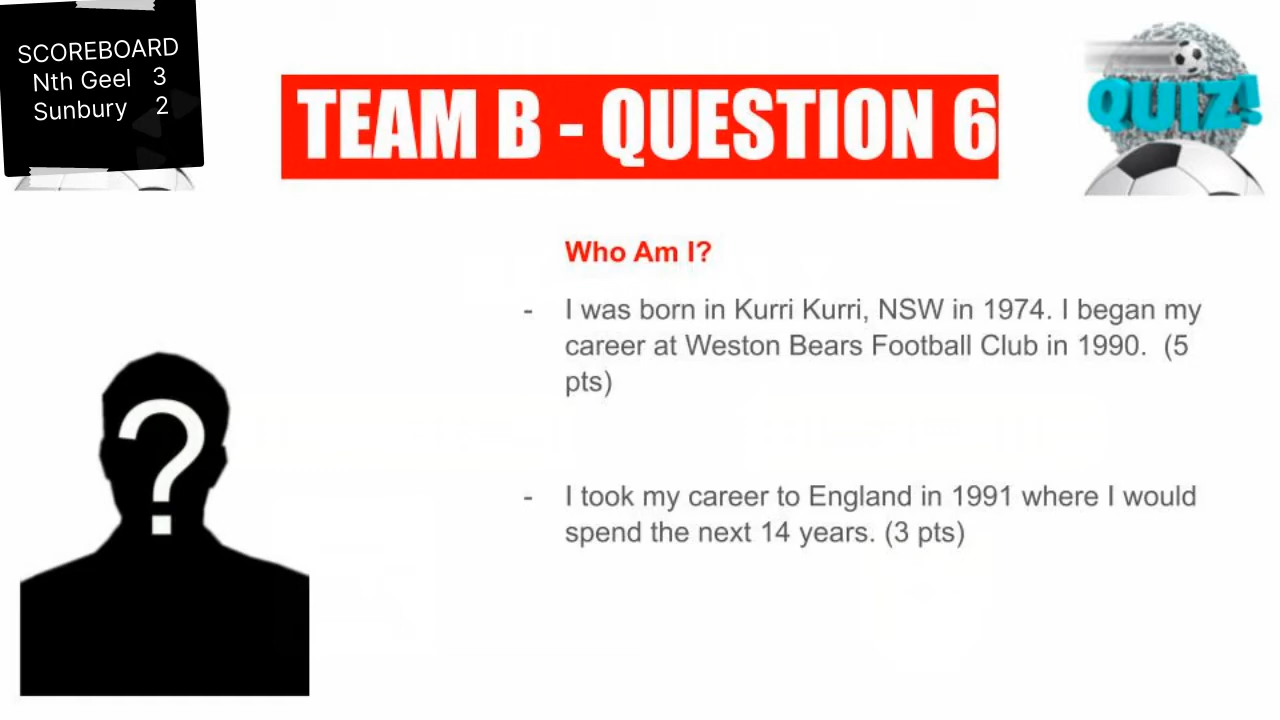 SCOREBOARD
Nth Geel 3
Sunbury 2
TEAM B - QUESTION 6
QUIZ!
Who Am I?
- I was born in Kurri Kurri, NSW in 1974. I began my
career at Weston Bears Football Club in 1990. (5
pts)
?
- I took my career to England in 1991 where I would
spend the next 14 years. (3 pts)